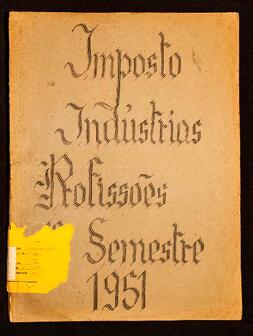 Imposto
Indústrias
Profissões
Semestre
1951